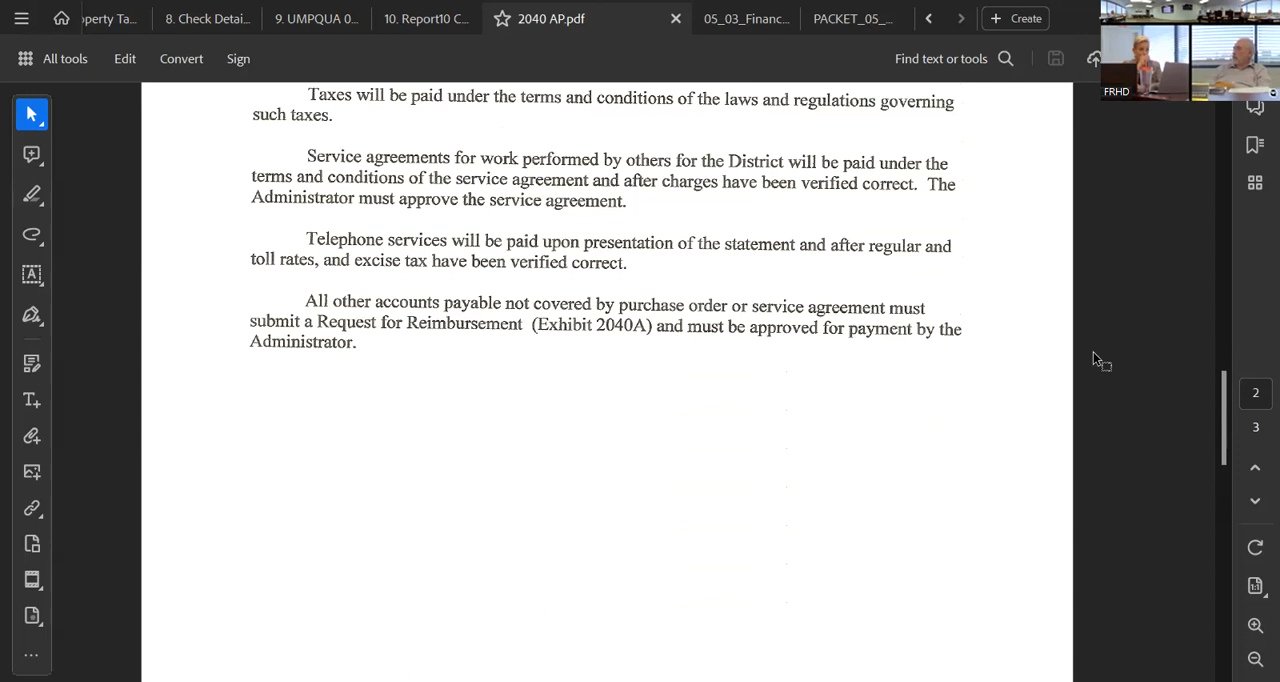 operty Ta...
8. Check Detai...
9. UMPQUA 0...
10. Report10 C...
2040 AP.pdf
05_03_Financ...
PACKET_05_...
Create
All tools
Edit
Convert
Sign
Find text or tools
FRHD
Taxes will be paid under the terms and conditions of the laws and regulations governing
such taxes.
Service agreements for work performed by others for the District will be paid under the
terms and conditions of the service agreement and after charges have been verified correct. The
Administrator must approve the service agreement.
Telephone services will be paid upon presentation of the statement and after regular and
toll rates, and excise tax have been verified correct.
All other accounts payable not covered by purchase order or service agreement must
submit a Request for Reimbursement (Exhibit 2040A) and must be approved for payment by the
Administrator.
2
3